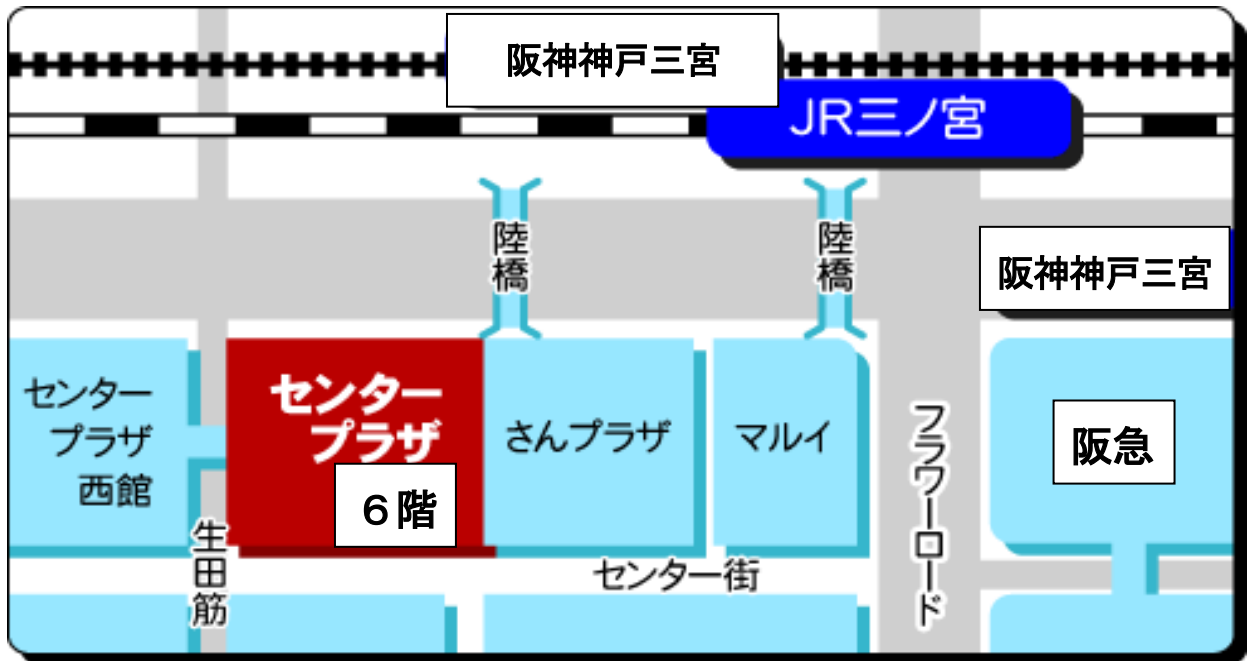 阪神神戸三宮
JR三ノ宮
陸橋
陸橋
阪神神戸三宮
センター
プラザ
西館
センター
プラザ
6階
さんプラザ
マルイ
フラワーロード
阪急
生田筋
センター街